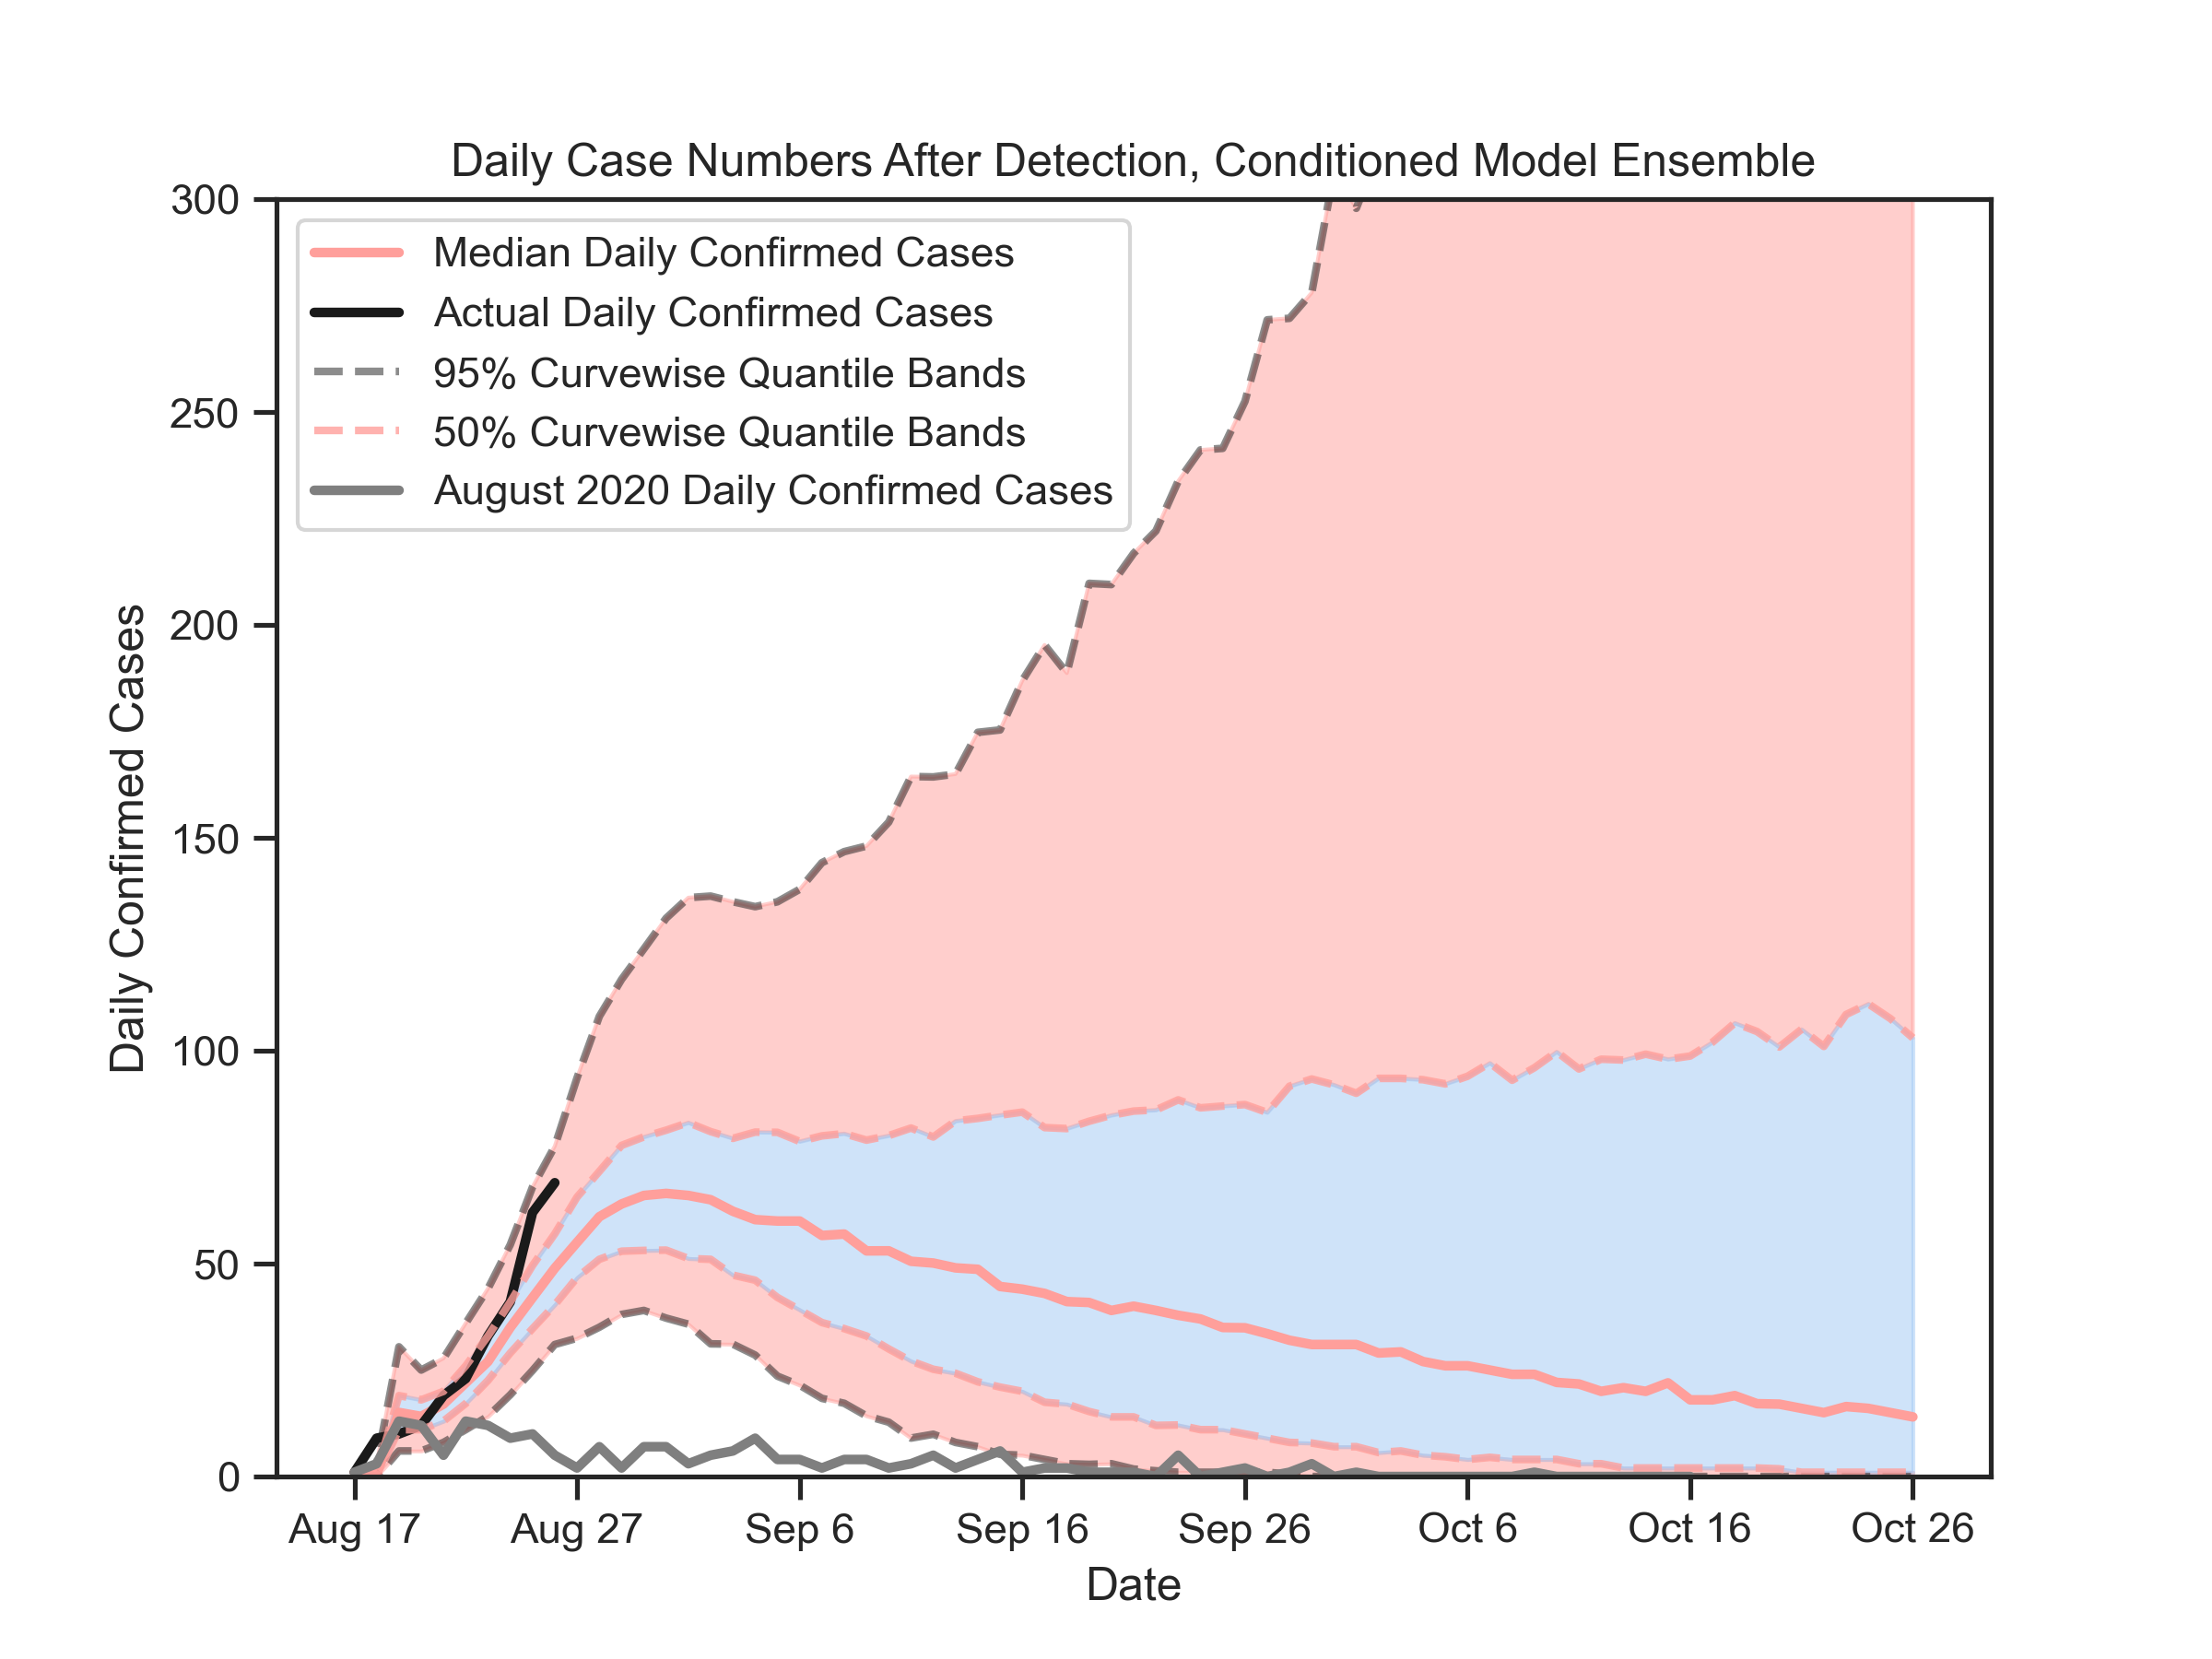 Daily Case Numbers After Detection, Conditioned Model Ensemble
300
250
200
150
100
50
0
Daily Confirmed Cases
Median Daily Confirmed Cases
Actual Daily Confirmed Cases
95% Curvewise Quantile Bands
50% Curvewise Quantile Bands
August 2020 Daily Confirmed Cases
Aug 17 Aug 27 Sep 6 Sep 16 Sep 26 Oct 6 Oct 16 Oct 26
Date